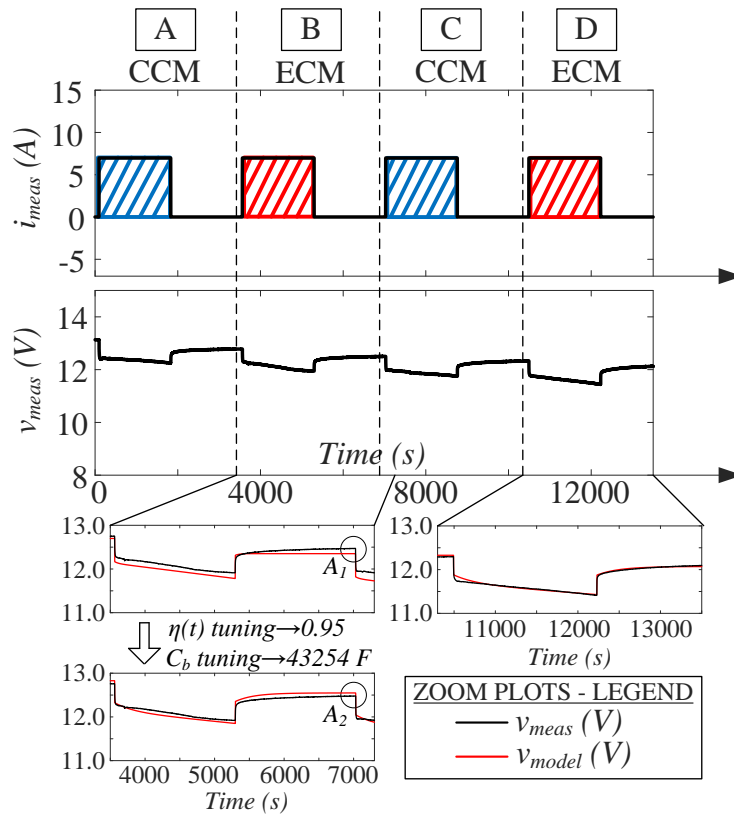 A B C D
CCM ECM CCM ECM
15
10
5
0
-5
i_meas (A)
14
12
10
8
v_meas (V)
Time (s)
0 4000 8000 12000
13.0
12.0
11.0
A_1
η(t) tuning→0.95
C_b tuning→43254 F
13.0
12.0
11.0
A_2
4000 5000 6000 7000
Time (s)
13.0
12.0
11.0
11000 12000 13000
Time (s)
ZOOM PLOTS - LEGEND
v_meas (V)
v_model (V)